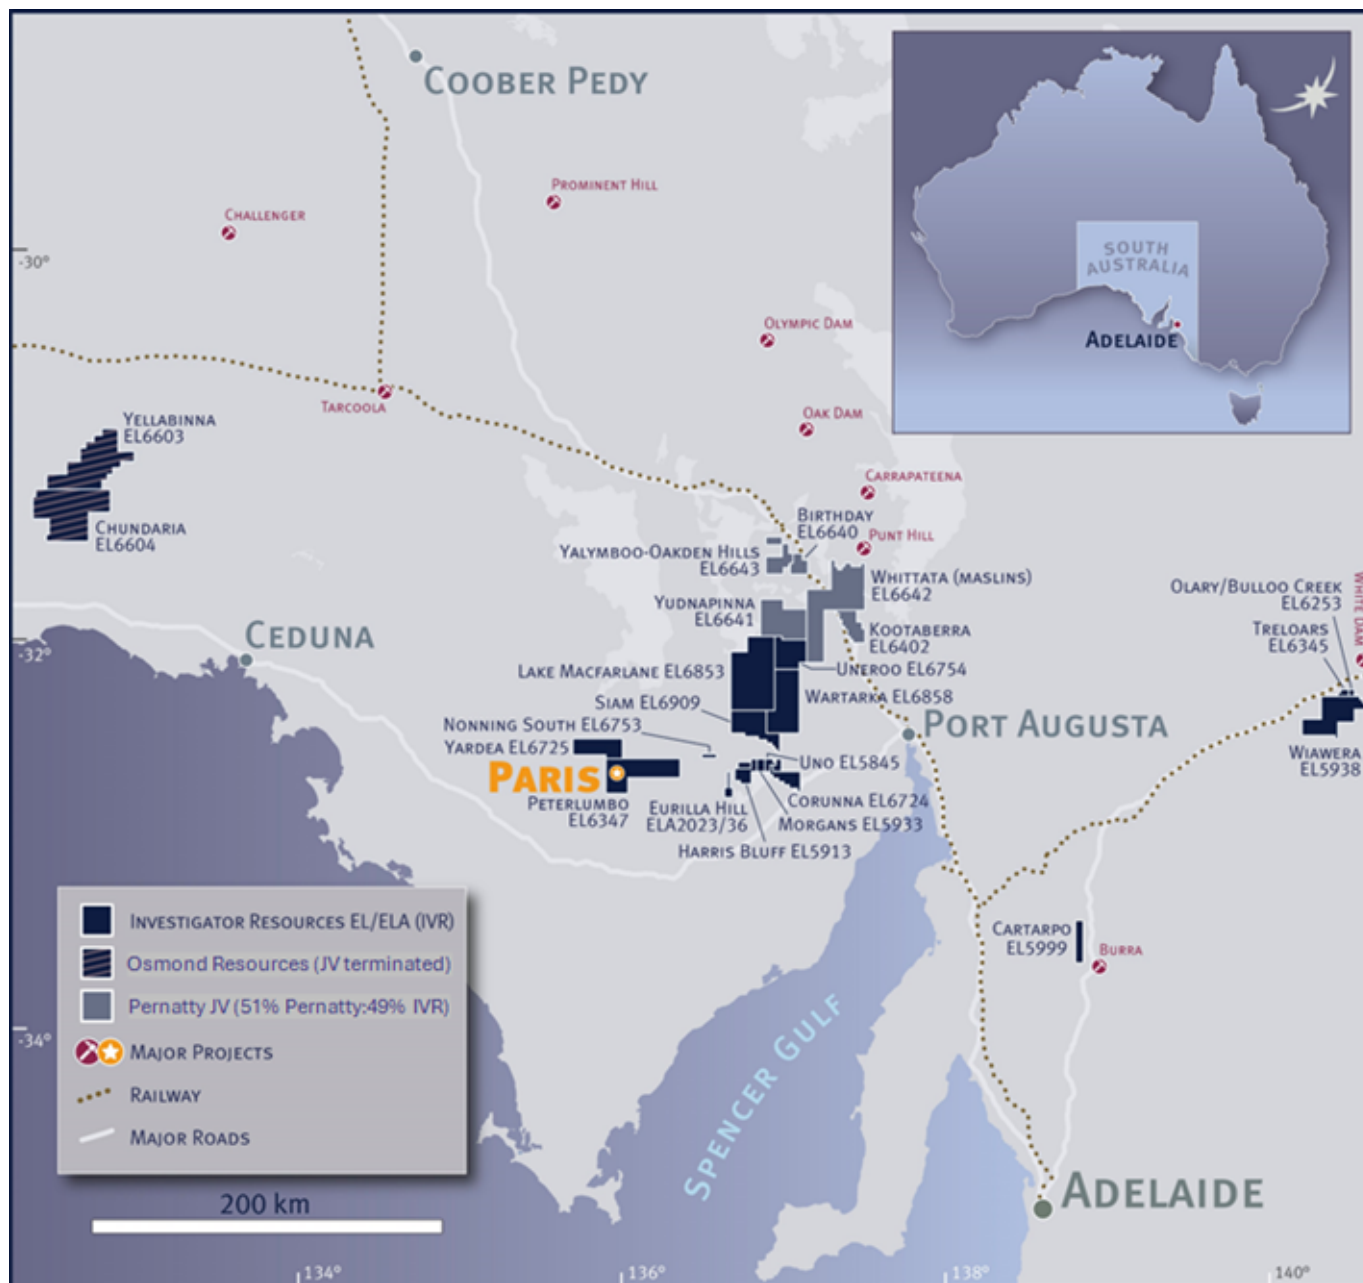 COOBER PEDY
PROMINENT HILL
CHALLENGER
-30°
SOUTH
AUSTRALIA
ADELAIDE
OLYMPIC DAM
TARCOOLA
OAK DAM
YELLABINNA
EL6603
CARRAPATEENA
CHUNDARIA
EL6604
BIRTHDAY
EL6640
PUNT HILL
YALYMBOO-OAKDEN HILLS
EL6643
WHITTATA (MASLINS)
EL6642
OLARY/BULLOO CREEK
EL6253
WHITE DAM
YUDNAPINNA
EL6641
KOOTABERRA
EL6402
TRELOARS
EL6345
-32°
CEDUNA
LAKE MACFARLANE EL6853
UNEROO EL6754
SIAM EL6909
WARTARKA EL6858
NONNING SOUTH EL6753
PORT AUGUSTA
YARDEA EL6725
UNO EL5845
WIAWERA
EL5938
PARIS
PETERLUMBO
EL6347
EURILLA HILL
ELA2023/36
CORUNNA EL6724
MORGANS EL5933
HARRIS BLUFF EL5913
INVESTIGATOR RESOURCES EL/ELA (IVR)
Osmond Resources (JV terminated)
Pernatty JV (51% Pernatty:49% IVR)
MAJOR PROJECTS
RAILWAY
MAJOR ROADS
CARTARPO
EL5999
BURRA
-34°
SPENCER GULF
200 km
ADELAIDE
134°
136°
138°
140°